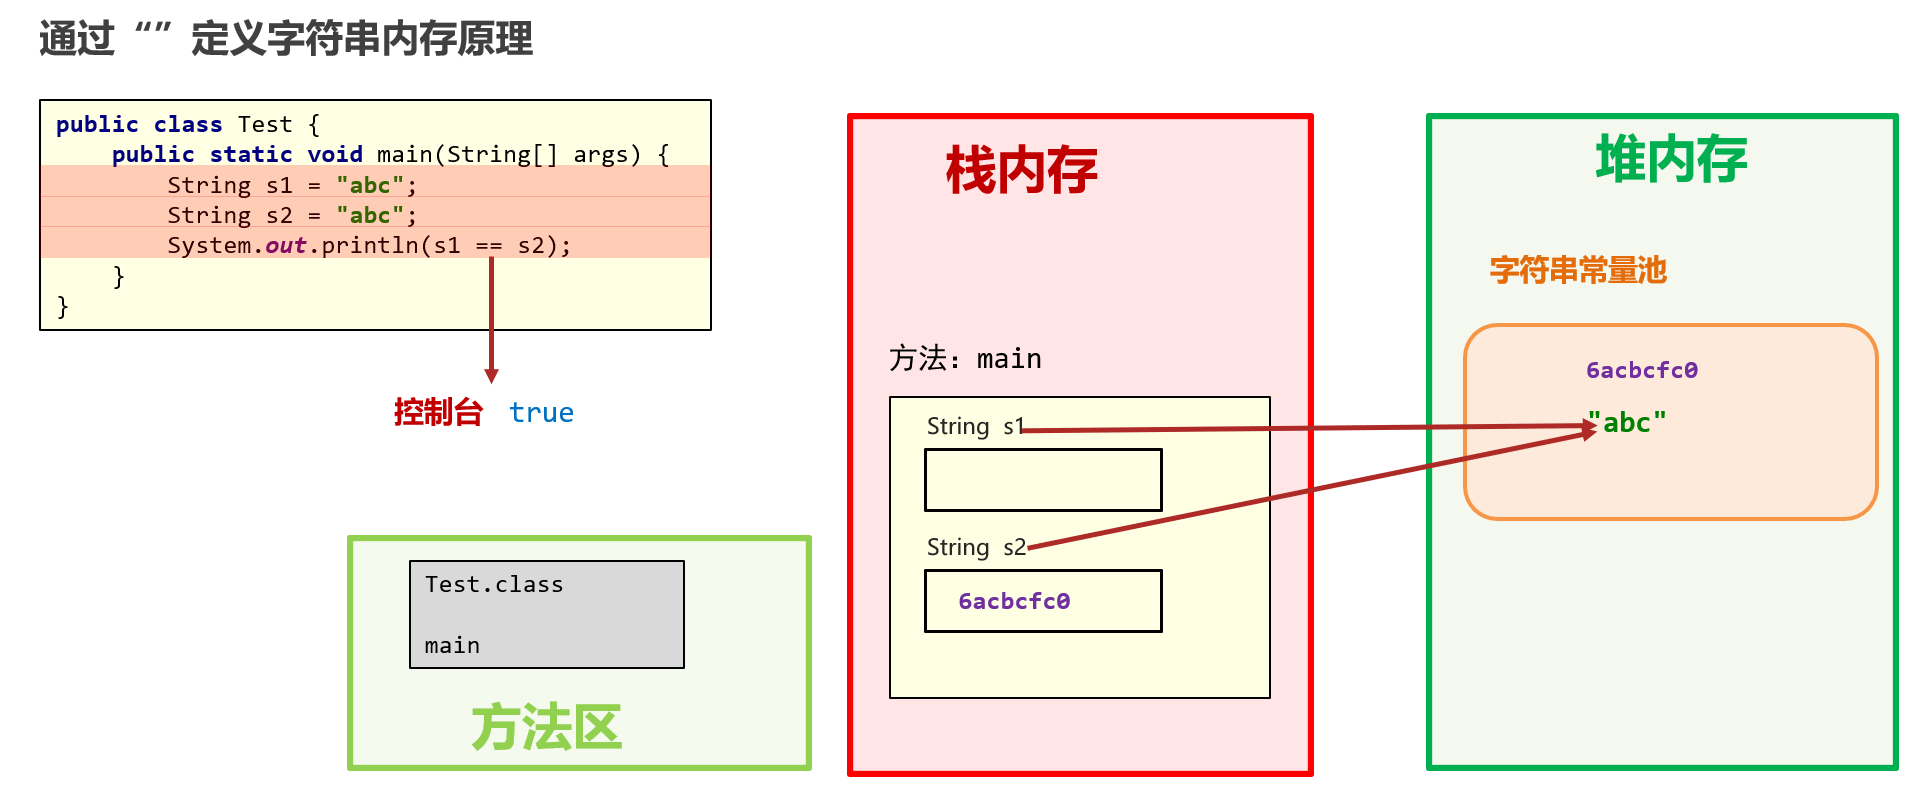 通过 “” 定义字符串内存原理
public class Test {
    public static void main(String[] args) {
        String s1 = "abc";
        String s2 = "abc";
        System.out.println(s1 == s2);
    }
}
控制台 true
Test.class
main
方法区
栈内存
方法：main
String s1
String s2
6acbcfc0
堆内存
字符串常量池
6acbcfc0
"abc"